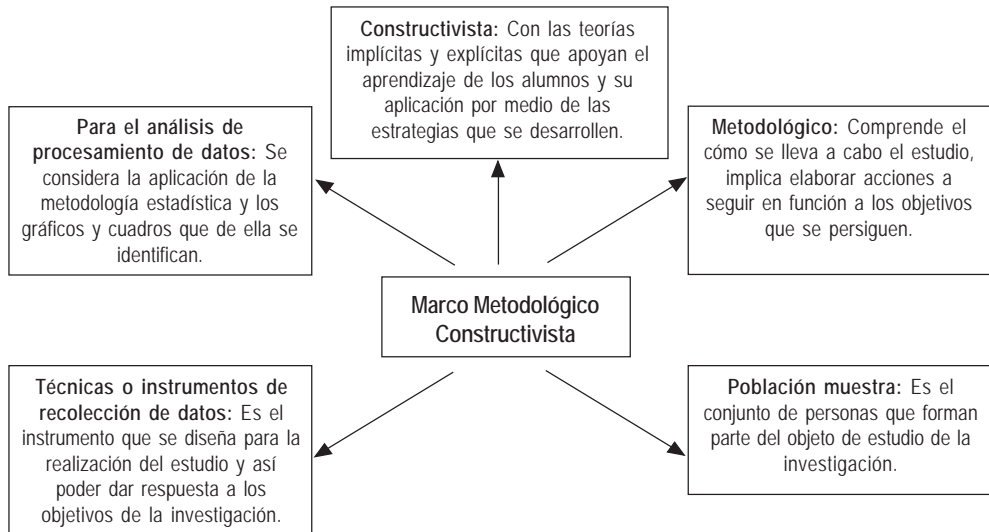 Constructivista: Con las teorías
implícitas y explícitas que apoyan el
aprendizaje de los alumnos y su
aplicación por medio de las
estrategias que se desarrollen.
Para el análisis de
procesamiento de datos: Se
considera la aplicación de la
metodología estadística y los
gráficos y cuadros que de ella se
identifican.
Metodológico: Comprende el
cómo se lleva a cabo el estudio,
implica elaborar acciones a
seguir en función a los objetivos
que se persiguen.
Marco Metodológico
Constructivista
Técnicas o instrumentos de
recolección de datos: Es el
instrumento que se diseña para la
realización del estudio y así
poder dar respuesta a los
objetivos de la investigación.
Población muestra: Es el
conjunto de personas que forman
parte del objeto de estudio de la
investigación.